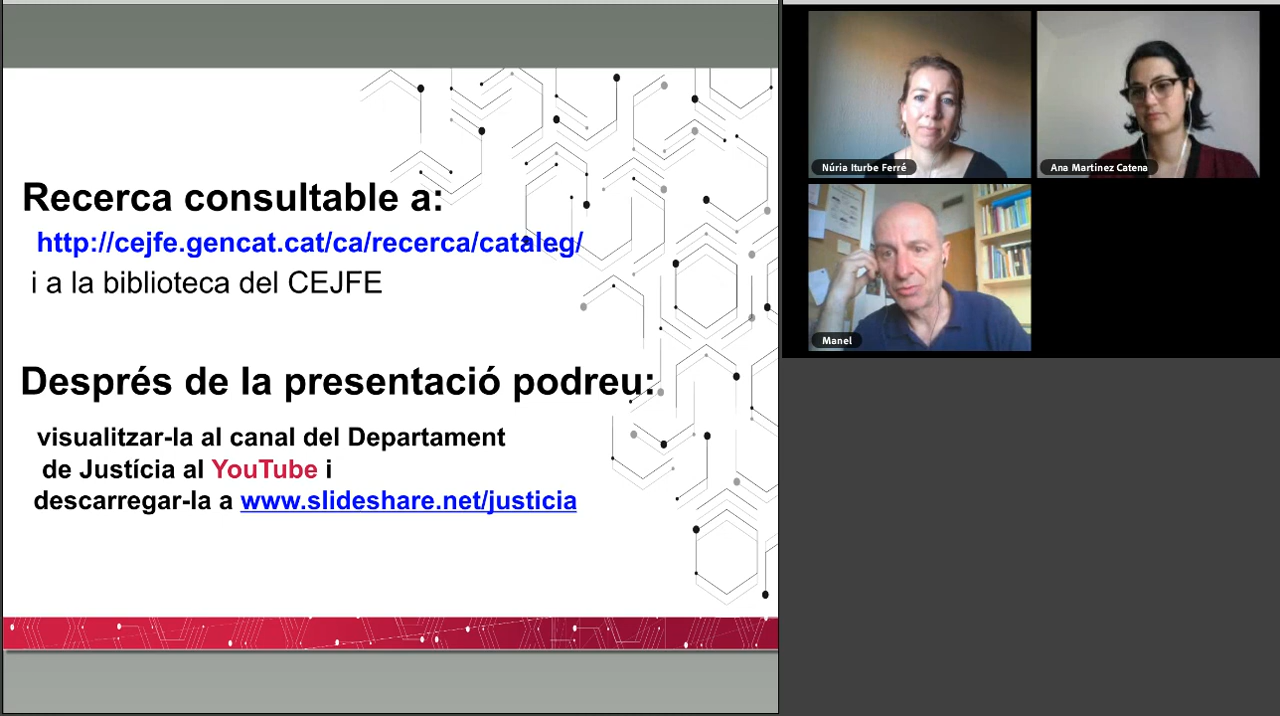 Recerca consultable a:
http://cejfe.gencat.cat/ca/recerca/cataleg/
i a la biblioteca del CEJFE
Després de la presentació podreu:
visualitzar-la al canal del Departament
de Justícia al YouTube i
descarregar-la a www.slideshare.net/justicia
Núria Iturbe Ferré
Ana Martinez Catena
Manel